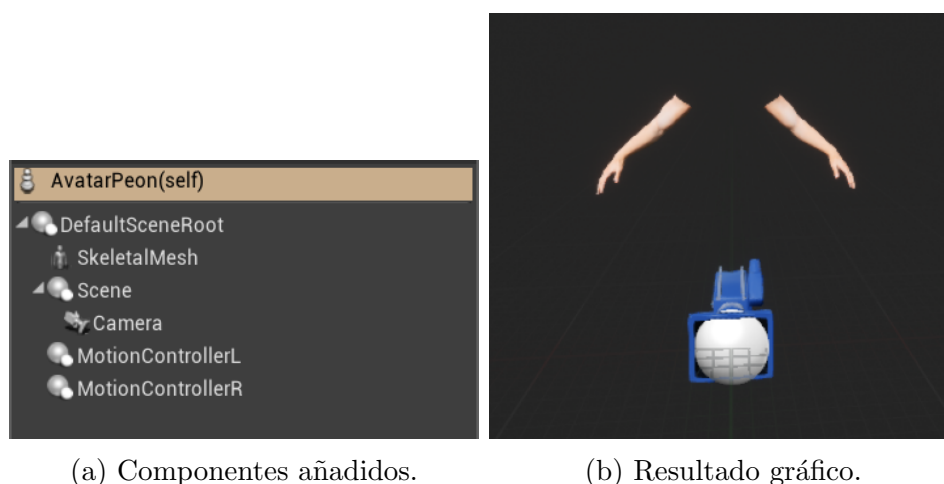 AvatarPeon(self)
DefaultSceneRoot
SkeletalMesh
Scene
Camera
MotionControllerL
MotionControllerR
(a) Componentes añadidos.
(b) Resultado gráfico.